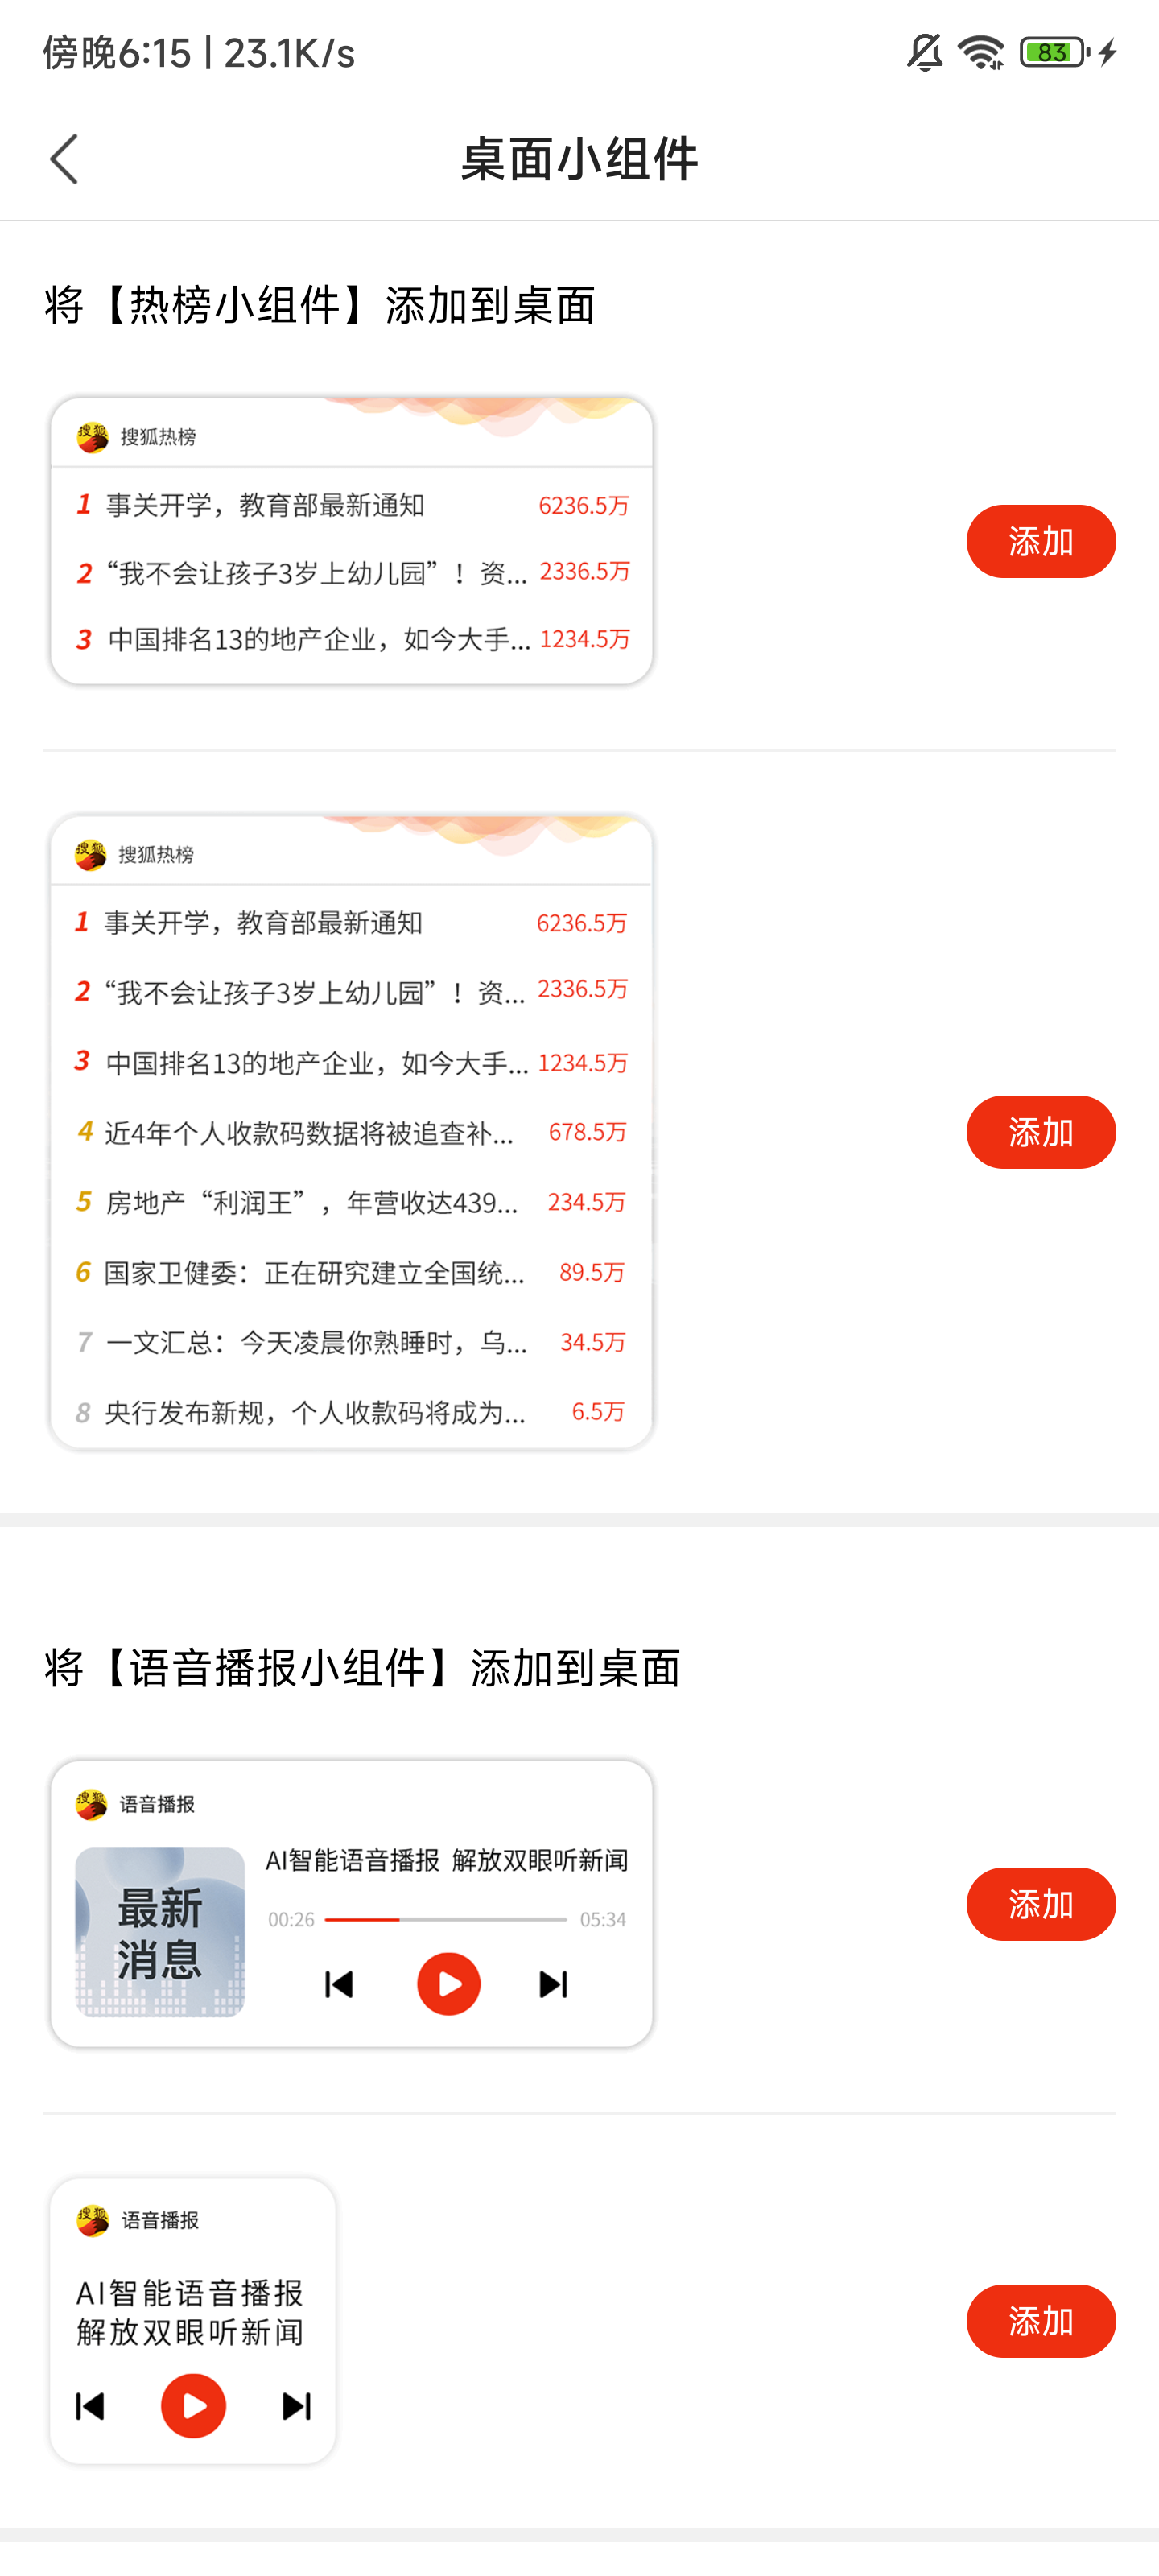 傍晚6:15 | 23.1K/s
83
桌面小组件
将【热榜小组件】添加到桌面
搜狐 搜狐热榜
1 事关开学，教育部最新通知 6236.5万
2 “我不会让孩子3岁上幼儿园”！资... 2336.5万
3 中国排名13的地产企业，如今大手... 1234.5万
添加
搜狐 搜狐热榜
1 事关开学，教育部最新通知 6236.5万
2 “我不会让孩子3岁上幼儿园”！资... 2336.5万
3 中国排名13的地产企业，如今大手... 1234.5万
4 近4年个人收款码数据将被追查补... 678.5万
5 房地产“利润王”，年营收达439... 234.5万
6 国家卫健委：正在研究建立全国统... 89.5万
7 一文汇总：今天凌晨你熟睡时，乌... 34.5万
8 央行发布新规，个人收款码将成为... 6.5万
添加
将【语音播报小组件】添加到桌面
搜狐 语音播报
最新
消息
AI智能语音播报 解放双眼听新闻
00:26 05:34
添加
搜狐 语音播报
AI智能语音播报
解放双眼听新闻
添加